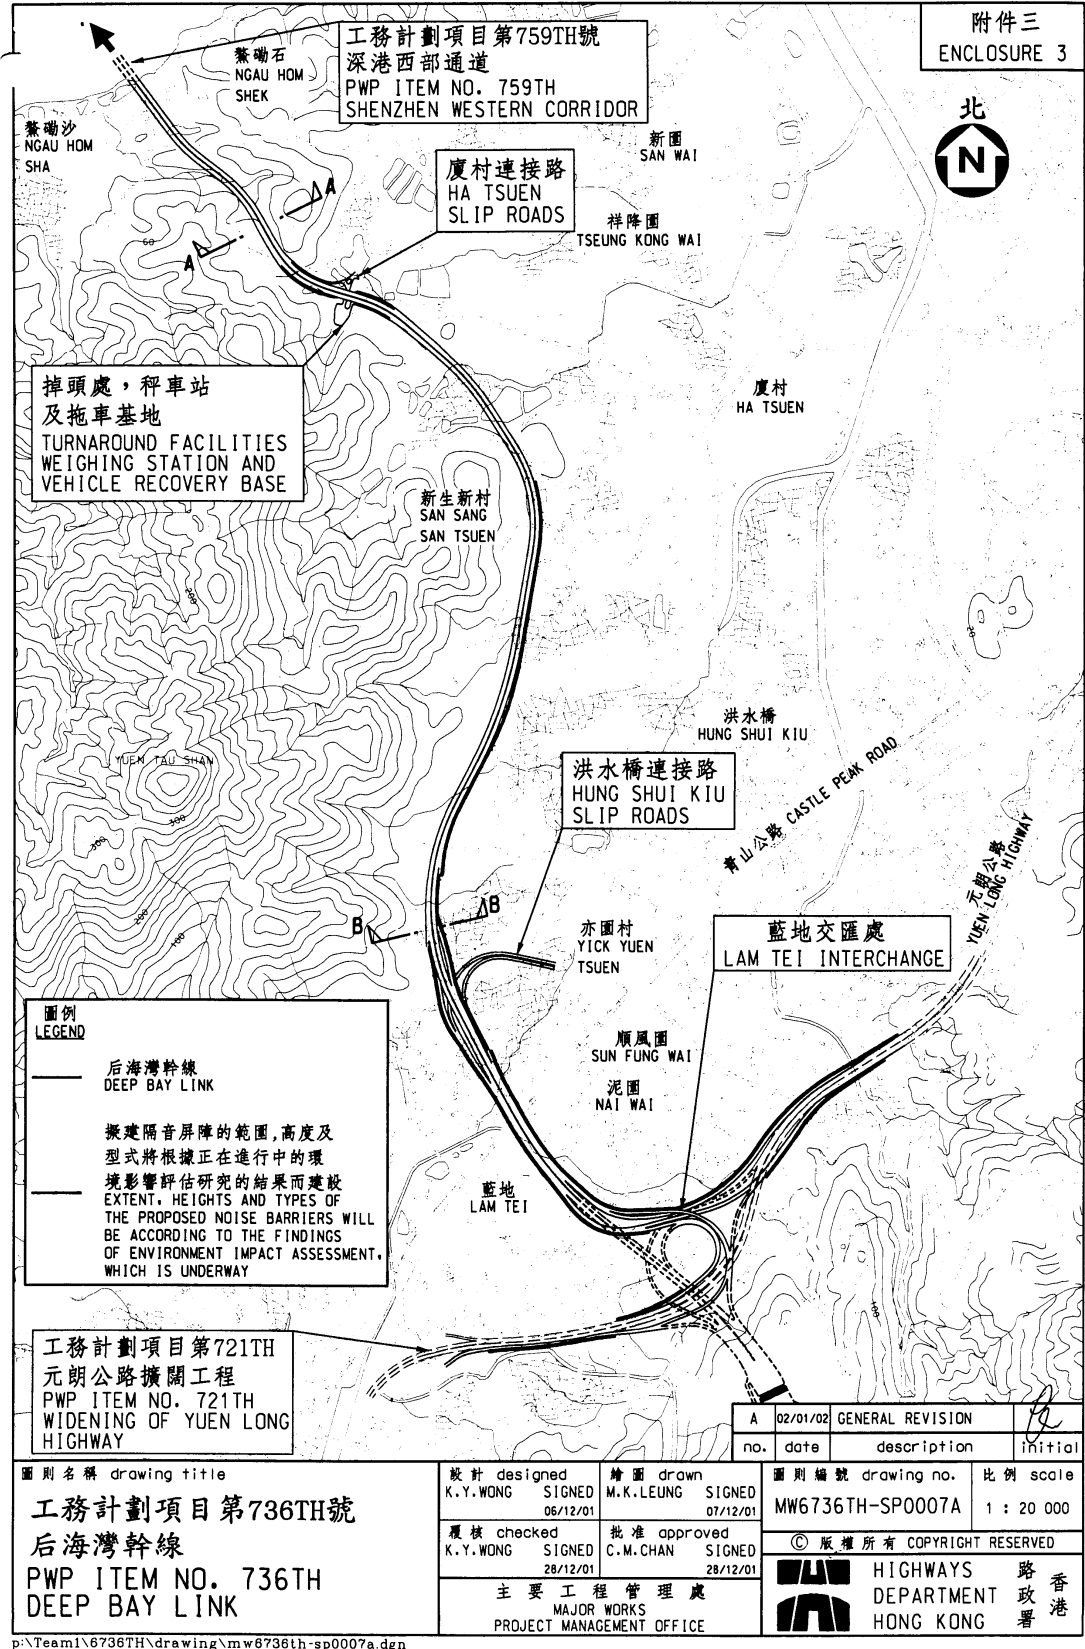 附件三
ENCLOSURE 3
北
N
工務計劃項目第759TH號
深港西部通道
PWP ITEM NO. 759TH
SHENZHEN WESTERN CORRIDOR
鰲磡石
NGAU HOM
SHEK
鰲磡沙
NGAU HOM
SHA
新圍
SAN WAI
廈村連接路
HA TSUEN
SLIP ROADS
祥降圍
TSEUNG KONG WAI
A
A
60
掉頭處，秤車站
及拖車基地
TURNAROUND FACILITIES
WEIGHING STATION AND
VEHICLE RECOVERY BASE
廈村
HA TSUEN
新生新村
SAN SANG
SAN TSUEN
200
20
洪水橋
HUNG SHUI KIU
YUEN TAU SHAN
300
300
200
100
洪水橋連接路
HUNG SHUI KIU
SLIP ROADS
青山公路 CASTLE PEAK ROAD
元朗公路
YUEN LONG HIGHWAY
B
B
亦園村
YICK YUEN
TSUEN
藍地交匯處
LAM TEI INTERCHANGE
圖例
LEGEND
后海灣幹線
DEEP BAY LINK
擬建隔音屏障的範圍,高度及
型式將根據正在進行中的環
境影響評估研究的結果而建設
EXTENT, HEIGHTS AND TYPES OF
THE PROPOSED NOISE BARRIERS WILL
BE ACCORDING TO THE FINDINGS
OF ENVIRONMENT IMPACT ASSESSMENT,
WHICH IS UNDERWAY
順風圍
SUN FUNG WAI
泥圍
NAI WAI
藍地
LAM TEI
100
工務計劃項目第721TH
元朗公路擴闊工程
PWP ITEM NO. 721TH
WIDENING OF YUEN LONG
HIGHWAY
A 02/01/02 GENERAL REVISION
no. date description initial
圖則名稱 drawing title
工務計劃項目第736TH號
后海灣幹線
PWP ITEM NO. 736TH
DEEP BAY LINK
設計 designed
K.Y.WONG SIGNED
06/12/01
繪圖 drawn
M.K.LEUNG SIGNED
07/12/01
覆核 checked
K.Y.WONG SIGNED
28/12/01
批准 approved
C.M.CHAN SIGNED
28/12/01
主要工程管理處
MAJOR WORKS
PROJECT MANAGEMENT OFFICE
圖則編號 drawing no.
MW6736TH-SP0007A
比例 scale
1 : 20 000
© 版權所有 COPYRIGHT RESERVED
HIGHWAYS
DEPARTMENT
HONG KONG
香港
路政署
p:\Team1\6736TH\drawing\mw6736th-sp0007a.dgn